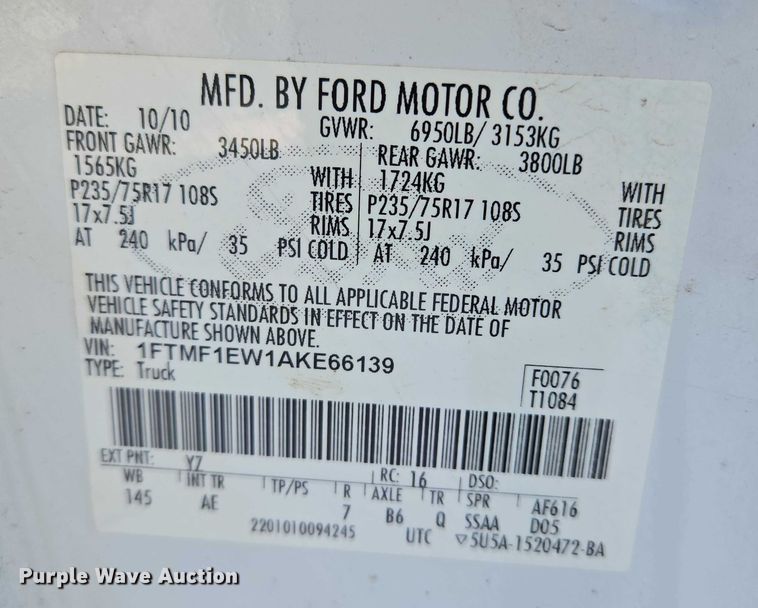 MFD. BY FORD MOTOR CO.
DATE: 10/10 GVWR: 6950LB/ 3153KG
FRONT GAWR: 3450LB REAR GAWR: 3800LB
1565KG WITH 1724KG WITH
P235/75R17 108S TIRES P235/75R17 108S TIRES
17x7.5J RIMS 17x7.5J RIMS
AT 240 kPa/ 35 PSI COLD AT 240 kPa/ 35 PSI COLD
THIS VEHICLE CONFORMS TO ALL APPLICABLE FEDERAL MOTOR
VEHICLE SAFETY STANDARDS IN EFFECT ON THE DATE OF
MANUFACTURE SHOWN ABOVE.
VIN: 1FTMF1EW1AKE66139
TYPE: Truck F0076
T1084
EXT PNT: YZ RC: 16 DSO:
WB INT TR TP/PS R AXLE TR SPR AF616
145 AE 7 B6 Q SSAA D05
2201010094245 UTC ▽5U5A-1520472-BA
Purple Wave Auction